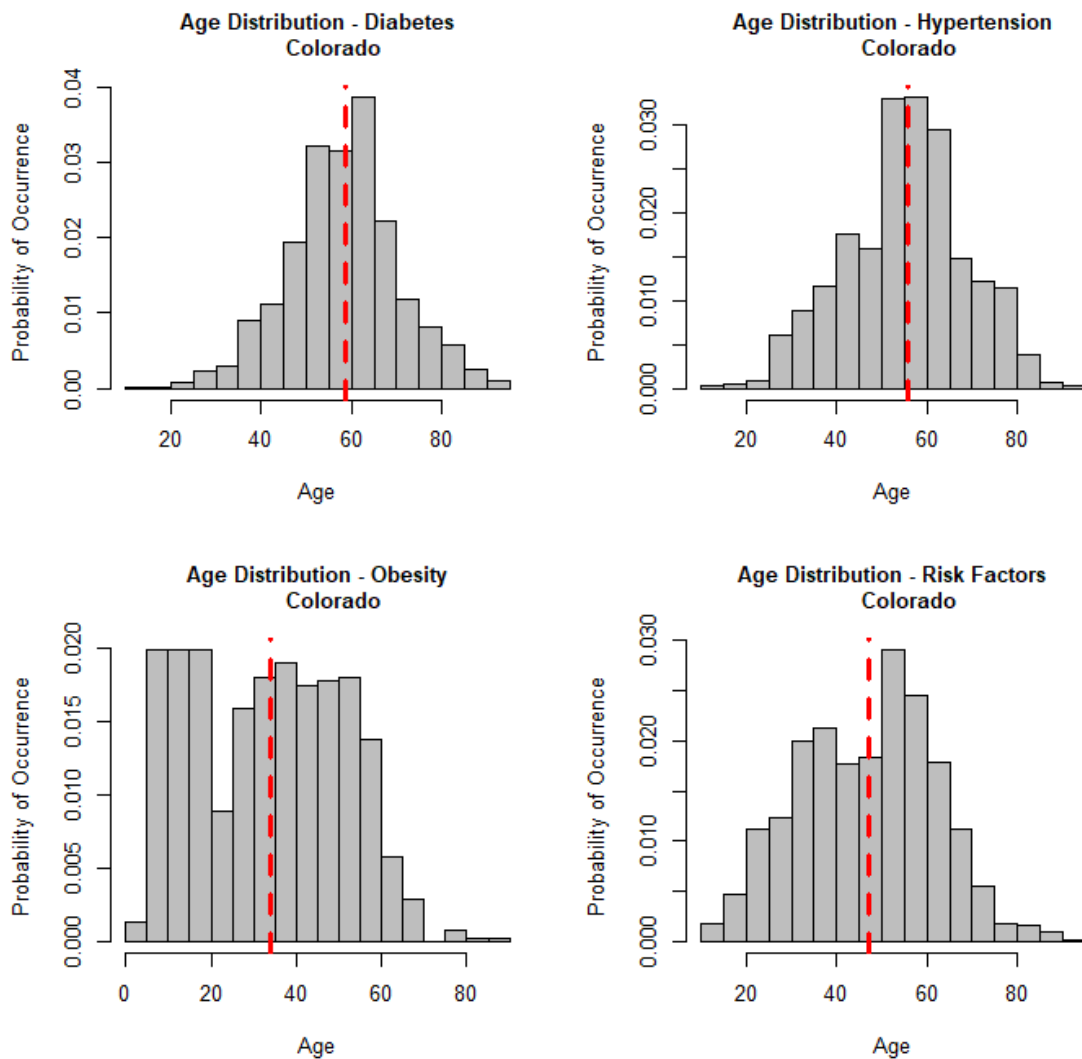 Age Distribution - Diabetes
Colorado
Probability of Occurrence
0.00 0.01 0.02 0.03 0.04
20 40 60 80
Age
Age Distribution - Hypertension
Colorado
Probability of Occurrence
0.000 0.010 0.020 0.030
20 40 60 80
Age
Age Distribution - Obesity
Colorado
Probability of Occurrence
0.000 0.005 0.010 0.015 0.020
0 20 40 60 80
Age
Age Distribution - Risk Factors
Colorado
Probability of Occurrence
0.000 0.010 0.020 0.030
20 40 60 80
Age